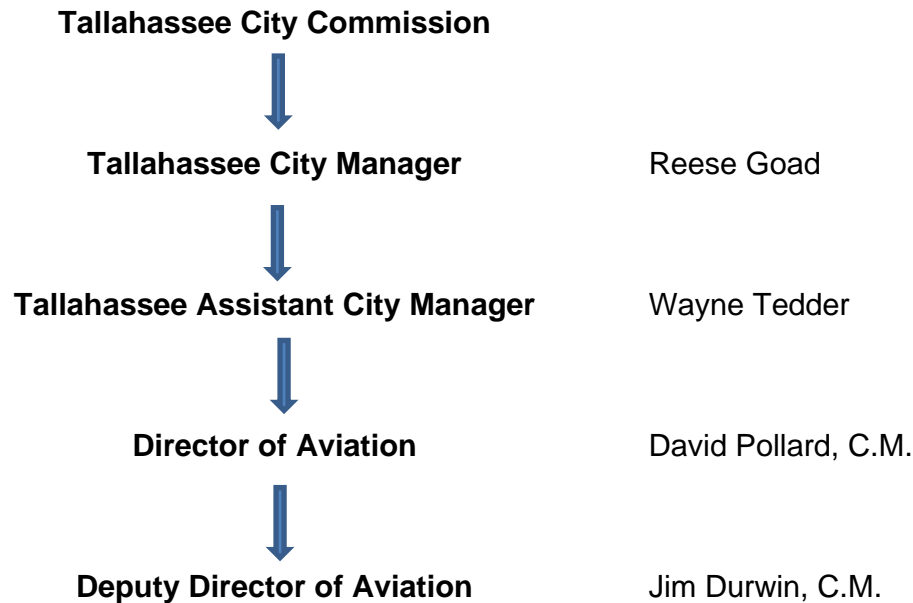 Tallahassee City Commission
Tallahassee City Manager Reese Goad
Tallahassee Assistant City Manager Wayne Tedder
Director of Aviation David Pollard, C.M.
Deputy Director of Aviation Jim Durwin, C.M.